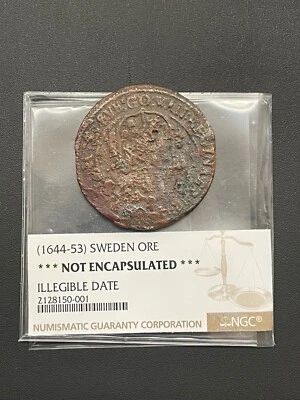 (1644-53) SWEDEN ORE
*** NOT ENCAPSULATED ***
ILLEGIBLE DATE
2128150-001
NUMISMATIC GUARANTY CORPORATION
NGC®